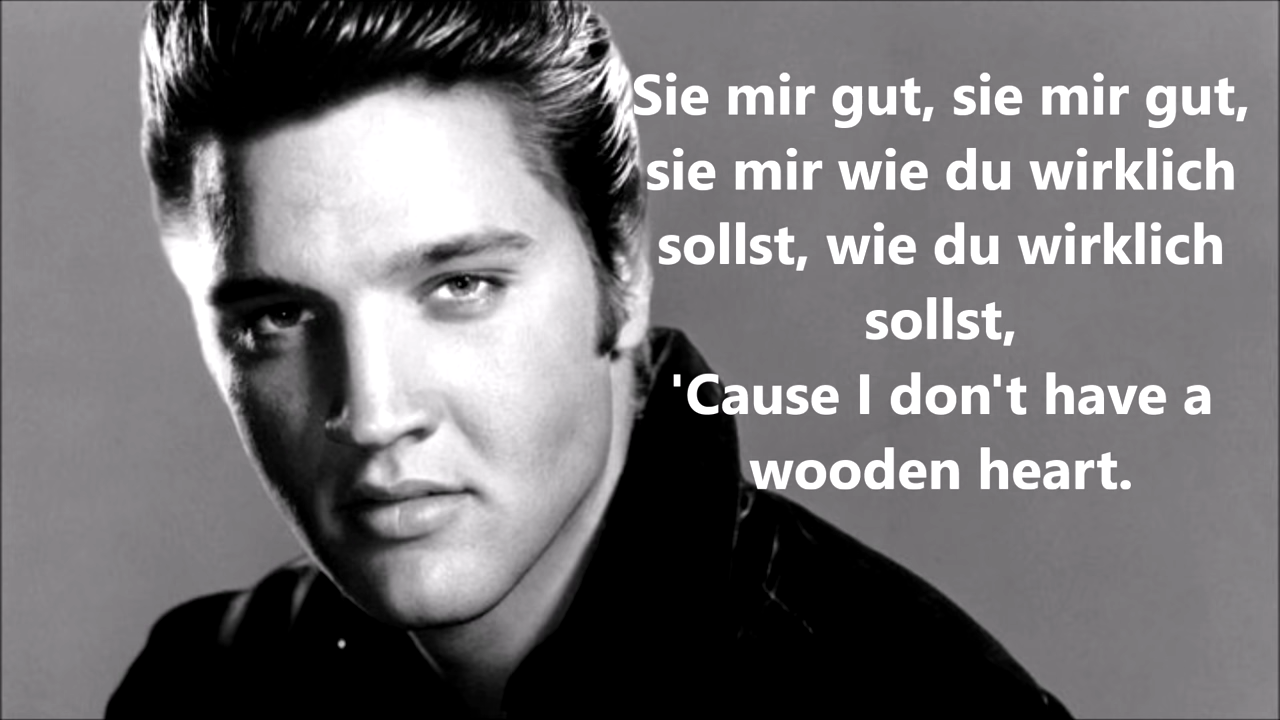 Sie mir gut, sie mir gut,
sie mir wie du wirklich
sollst, wie du wirklich
sollst,
'Cause I don't have a
wooden heart.